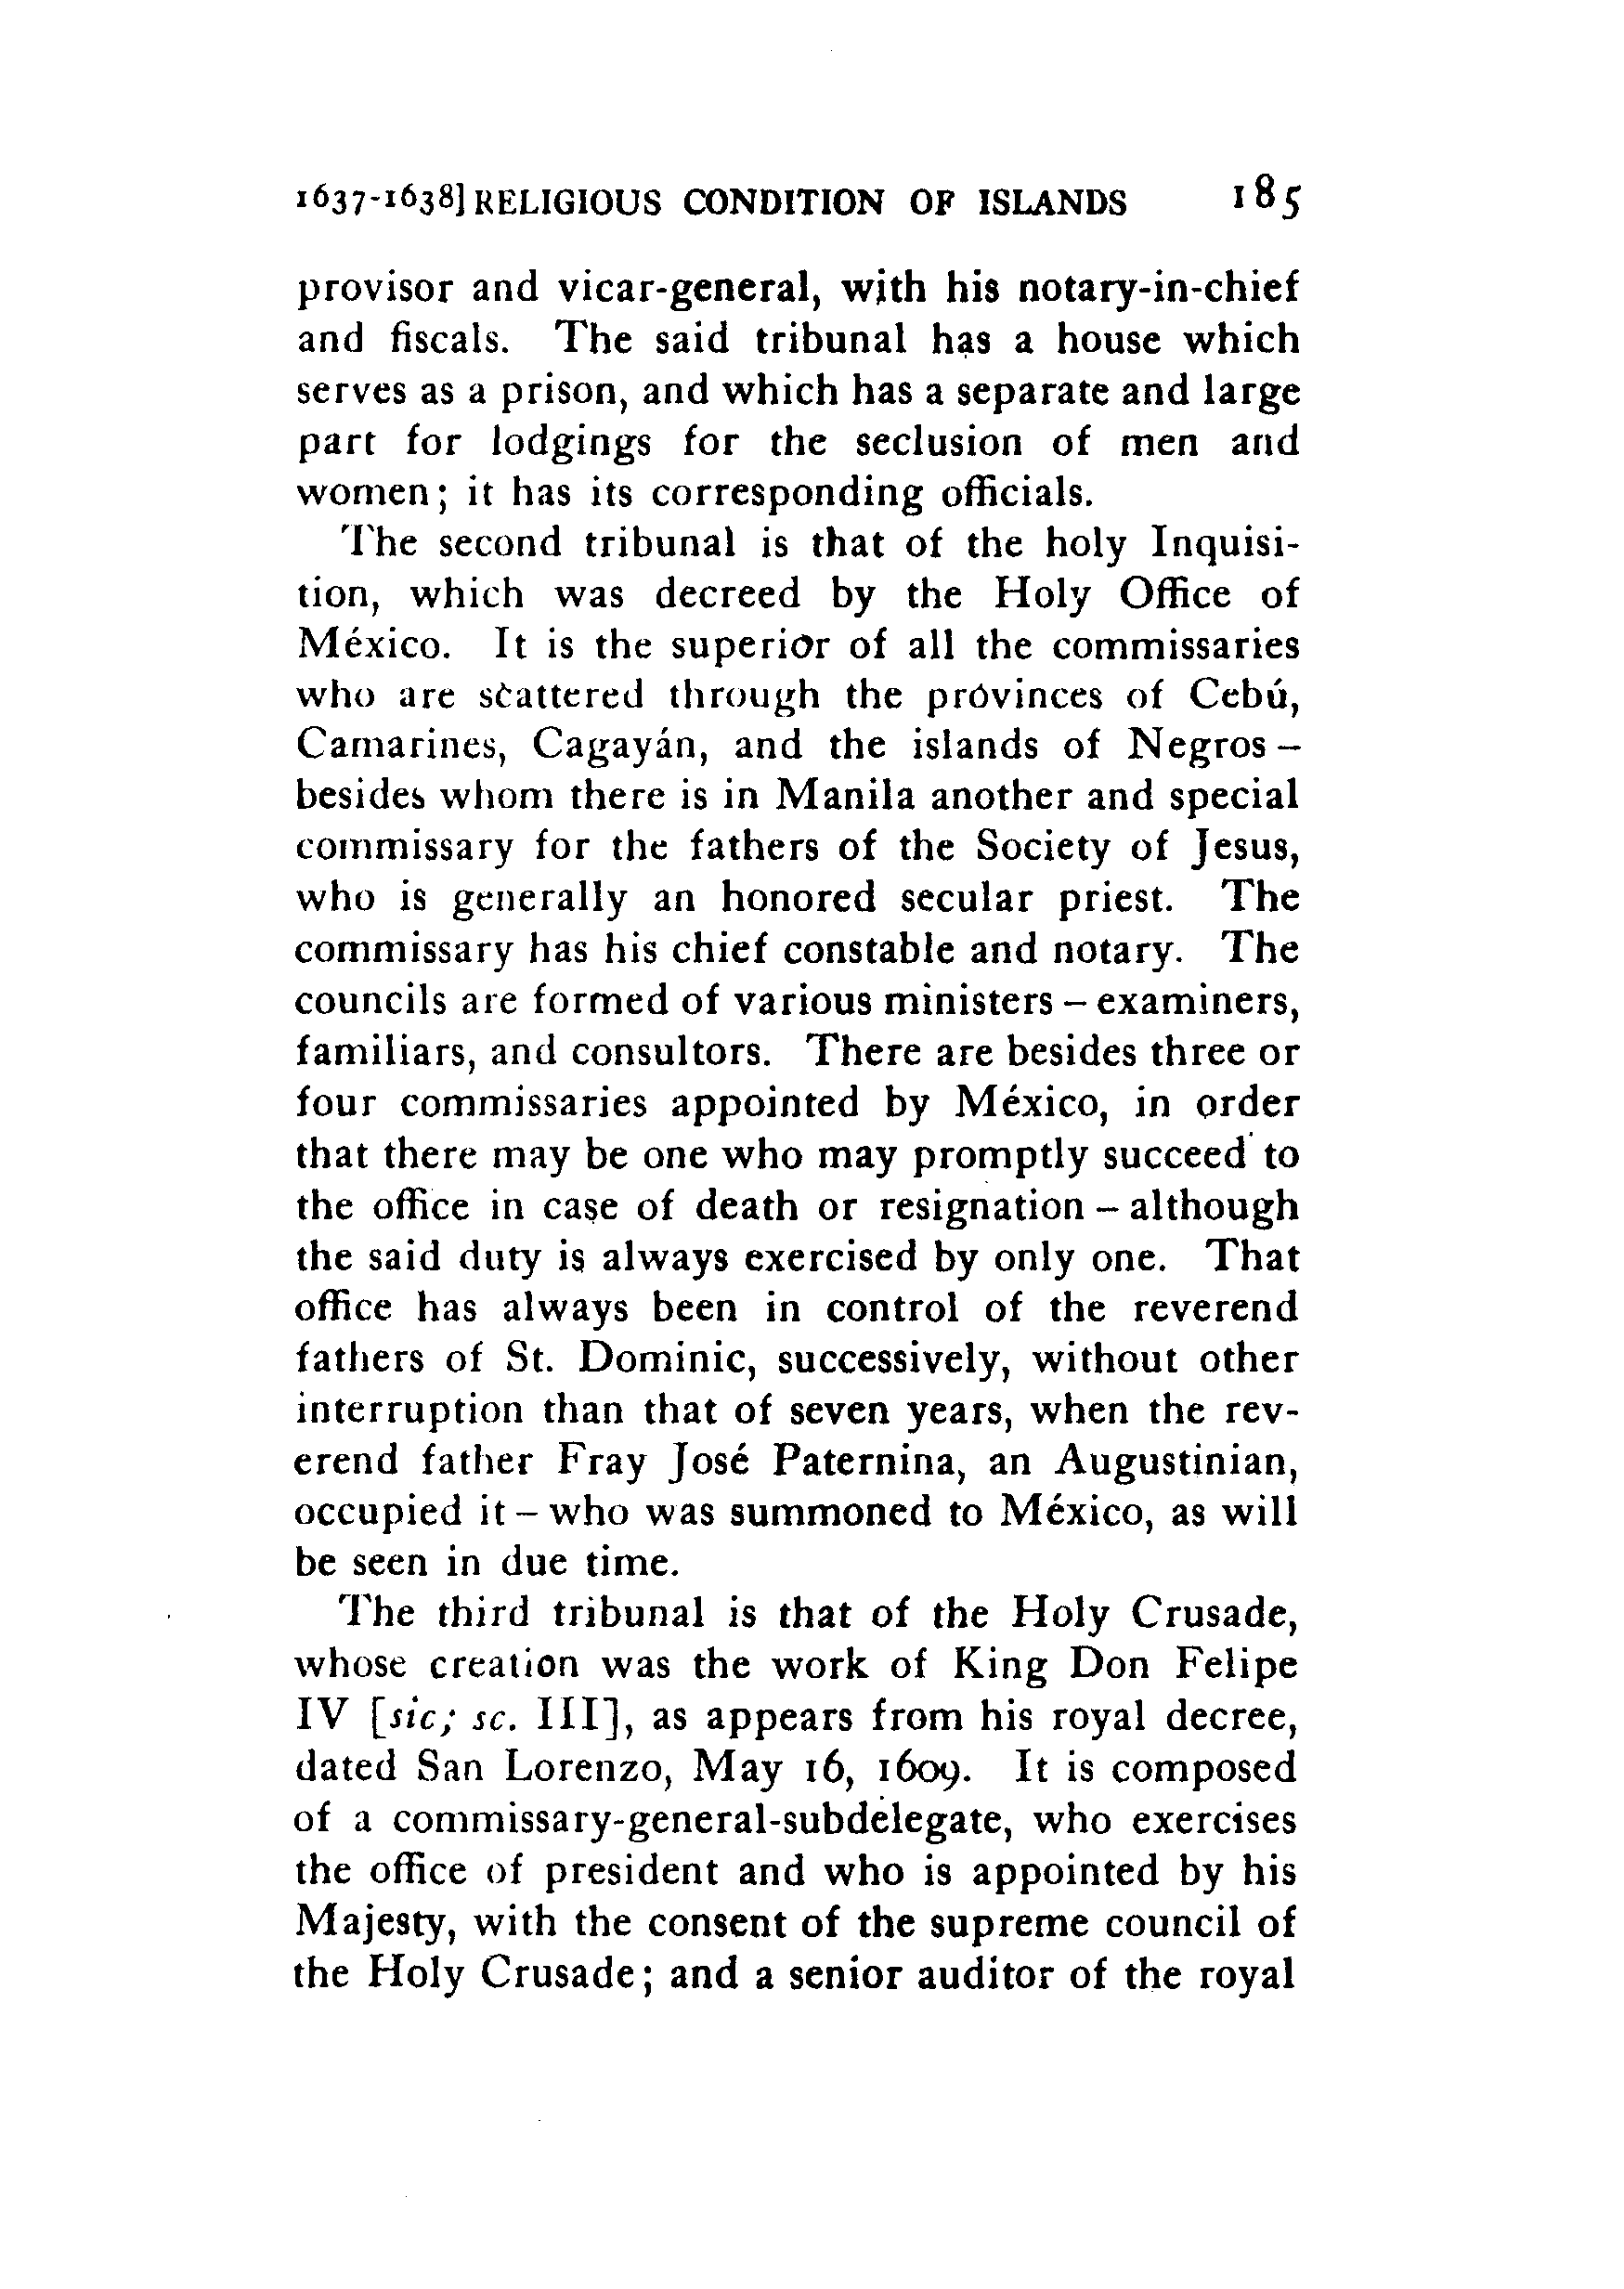 1637-1638] RELIGIOUS CONDITION OF ISLANDS 185
provisor and vicar-general, with his notary-in-chief
and fiscals. The said tribunal has a house which
serves as a prison, and which has a separate and large
part for lodgings for the seclusion of men and
women; it has its corresponding officials.
The second tribunal is that of the holy Inquisi-
tion, which was decreed by the Holy Office of
México. It is the superior of all the commissaries
who are scattered through the provinces of Cebú,
Camarines, Cagayán, and the islands of Negros –
besides whom there is in Manila another and special
commissary for the fathers of the Society of Jesus,
who is generally an honored secular priest. The
commissary has his chief constable and notary. The
councils are formed of various ministers – examiners,
familiars, and consultors. There are besides three or
four commissaries appointed by México, in order
that there may be one who may promptly succeed to
the office in case of death or resignation – although
the said duty is always exercised by only one. That
office has always been in control of the reverend
fathers of St. Dominic, successively, without other
interruption than that of seven years, when the rev-
erend father Fray José Paternina, an Augustinian,
occupied it – who was summoned to México, as will
be seen in due time.
The third tribunal is that of the Holy Crusade,
whose creation was the work of King Don Felipe
IV [sic; sc. III], as appears from his royal decree,
dated San Lorenzo, May 16, 1609. It is composed
of a commissary-general-subdelegate, who exercises
the office of president and who is appointed by his
Majesty, with the consent of the supreme council of
the Holy Crusade; and a senior auditor of the royal